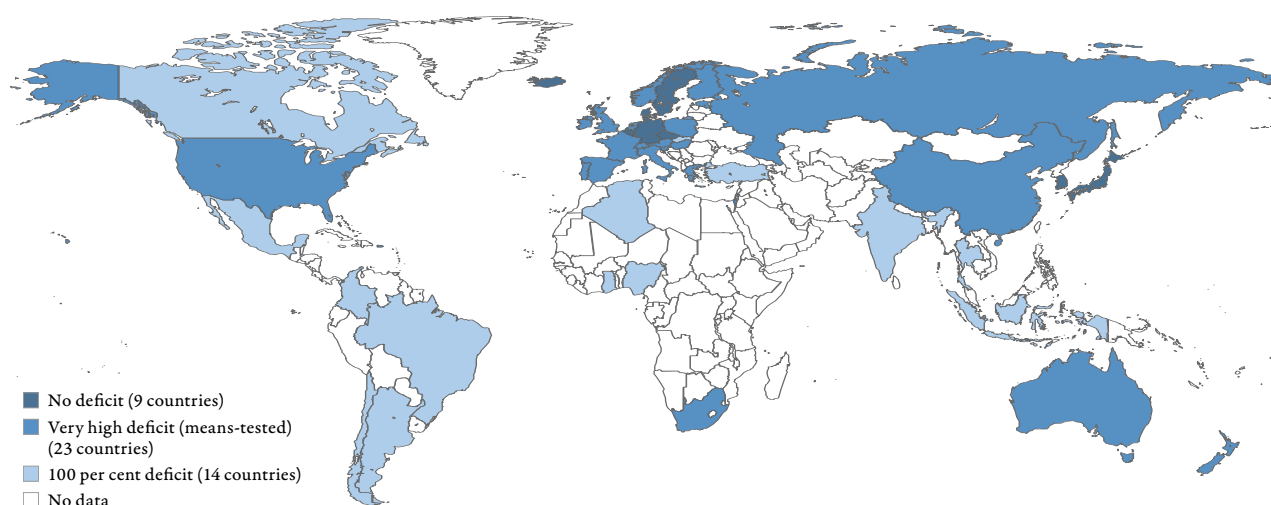 No deficit (9 countries)
Very high deficit (means-tested)
(23 countries)
100 per cent deficit (14 countries)
No data